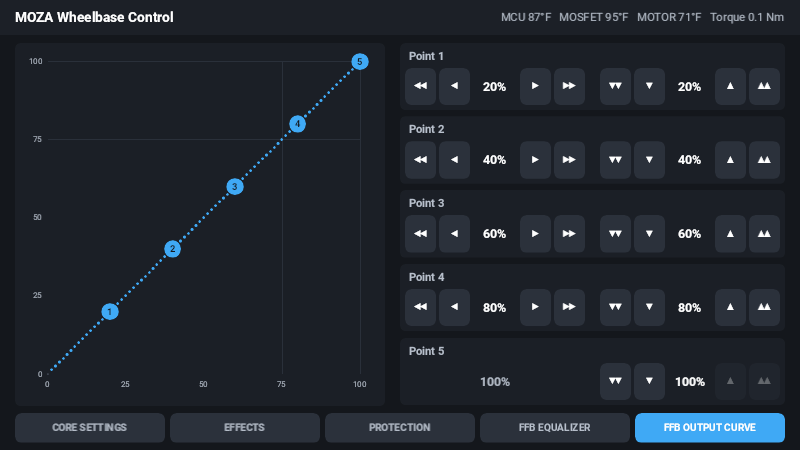 MOZA Wheelbase Control
MCU 87°F MOSFET 95°F MOTOR 71°F Torque 0.1 Nm
100
75
50
25
0
0 25 50 75 100
1
2
3
4
5
Point 1
20% 20%
Point 2
40% 40%
Point 3
60% 60%
Point 4
80% 80%
Point 5
100% 100%
CORE SETTINGS EFFECTS PROTECTION FFB EQUALIZER FFB OUTPUT CURVE